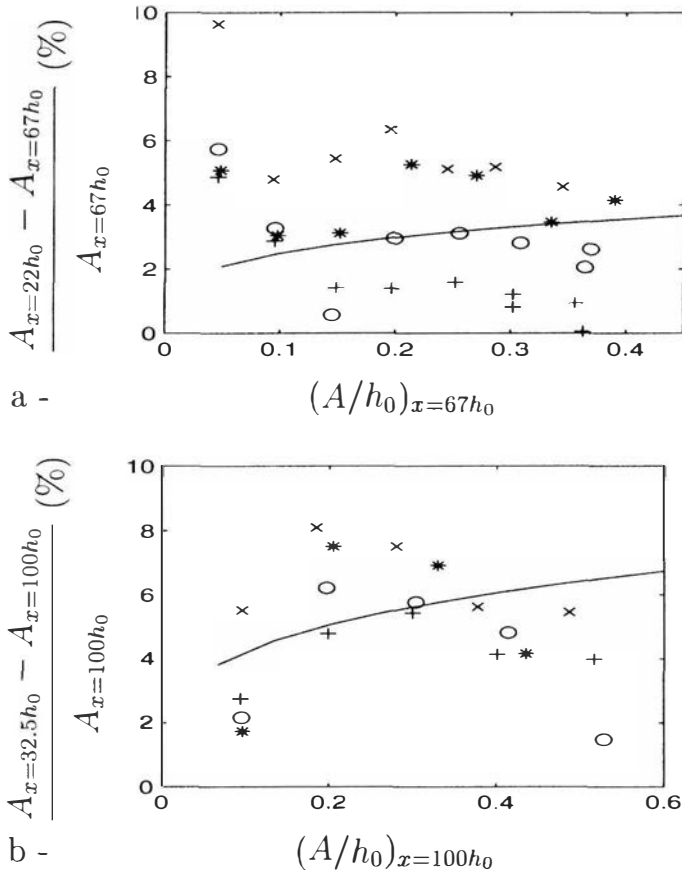 10
8
6
4
2
0
0 0.1 0.2 0.3 0.4
A_{x=22h_0} − A_{x=67h_0} (%)
A_{x=67h_0}
a - (A/h_0)_{x=67h_0}
10
8
6
4
2
0
0 0.2 0.4 0.6
A_{x=32.5h_0} − A_{x=100h_0} (%)
A_{x=100h_0}
b - (A/h_0)_{x=100h_0}